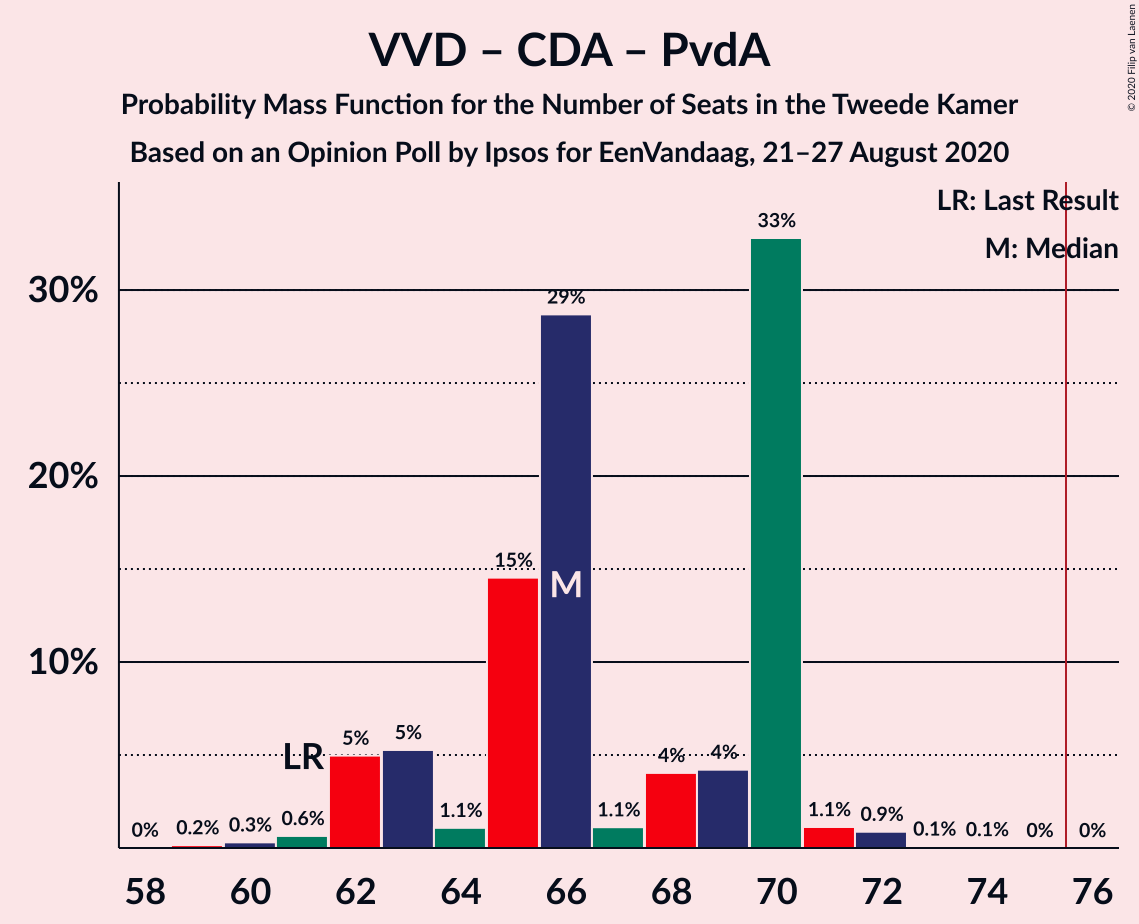 VVD – CDA – PvdA
Probability Mass Function for the Number of Seats in the Tweede Kamer
Based on an Opinion Poll by Ipsos for EenVandaag, 21–27 August 2020
© 2020 Filip van Laenen
LR: Last Result
M: Median
30%
20%
10%
0%
0.2%
0.3%
0.6%
LR
5%
5%
1.1%
15%
29%
M
1.1%
4%
4%
33%
1.1%
0.9%
0.1%
0.1%
0%
0%
58 60 62 64 66 68 70 72 74 76